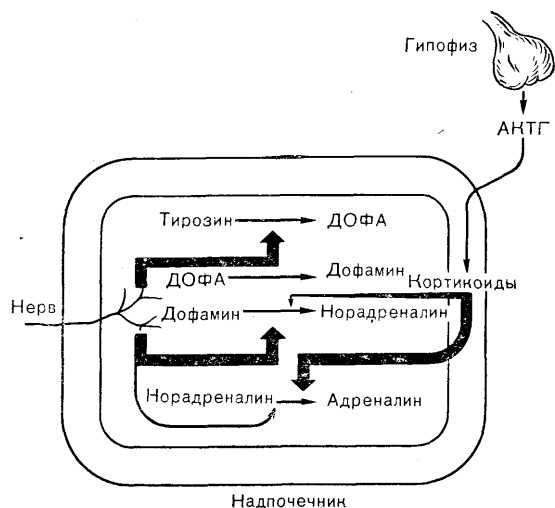 Гипофиз
АКТГ
Тирозин ДОФА
ДОФА Дофамин
Кортикоиды
Нерв
Дофамин Норадреналин
Норадреналин Адреналин
Надпочечник